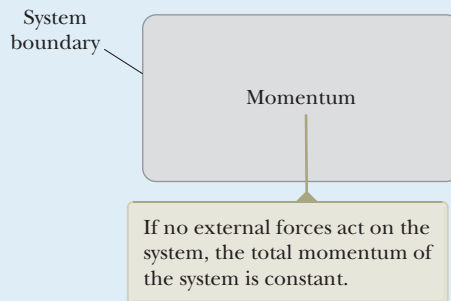 System
boundary
Momentum
If no external forces act on the
system, the total momentum of
the system is constant.